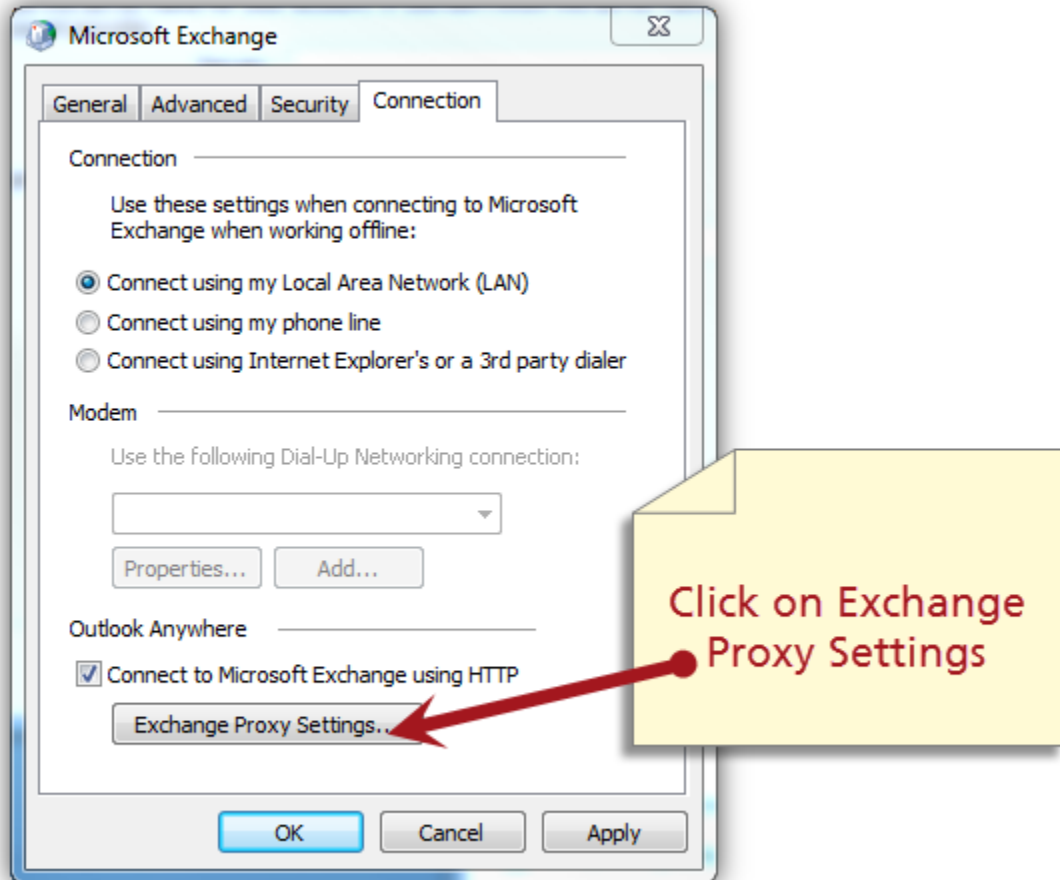 Microsoft Exchange
General Advanced Security Connection
Connection
Use these settings when connecting to Microsoft
Exchange when working offline:
Connect using my Local Area Network (LAN)
Connect using my phone line
Connect using Internet Explorer's or a 3rd party dialer
Modem
Use the following Dial-Up Networking connection:
Properties... Add...
Outlook Anywhere
Connect to Microsoft Exchange using HTTP
Exchange Proxy Settings...
OK Cancel Apply
Click on Exchange
Proxy Settings